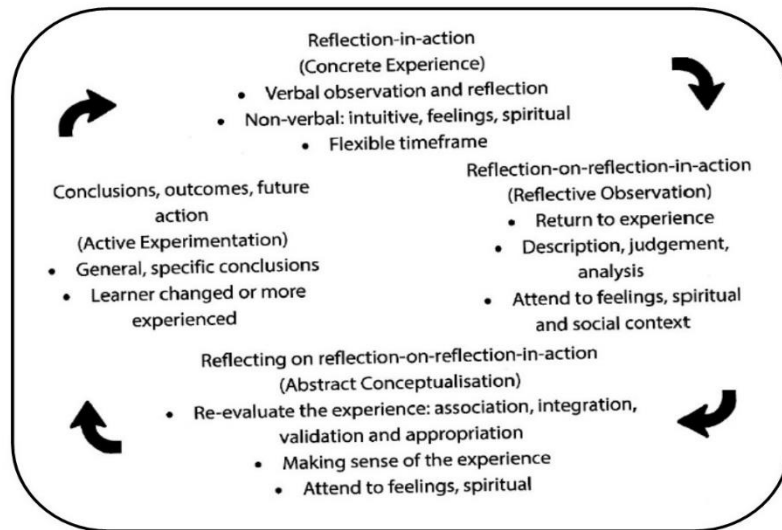 Reflection-in-action
(Concrete Experience)
• Verbal observation and reflection
• Non-verbal: intuitive, feelings, spiritual
• Flexible timeframe
Reflection-on-reflection-in-action
(Reflective Observation)
• Return to experience
• Description, judgement,
analysis
• Attend to feelings, spiritual
and social context
Reflecting on reflection-on-reflection-in-action
(Abstract Conceptualisation)
• Re-evaluate the experience: association, integration,
validation and appropriation
• Making sense of the experience
• Attend to feelings, spiritual
Conclusions, outcomes, future
action
(Active Experimentation)
• General, specific conclusions
• Learner changed or more
experienced